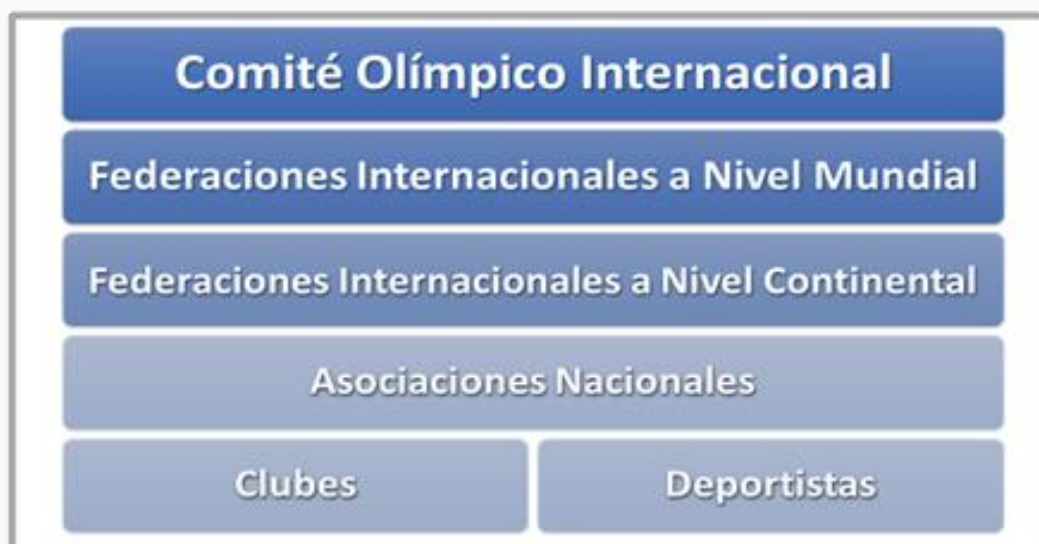 Comité Olímpico Internacional
Federaciones Internacionales a Nivel Mundial
Federaciones Internacionales a Nivel Continental
Asociaciones Nacionales
Clubes
Deportistas